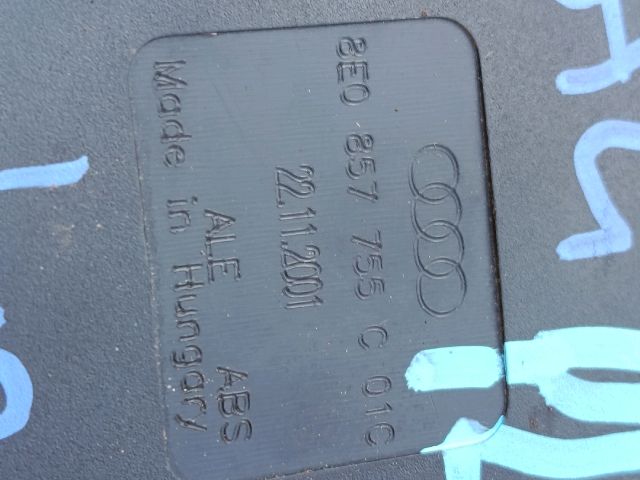 8E0 857 755 C 01C
22.11.2001
ALE ABS
Made in Hungary